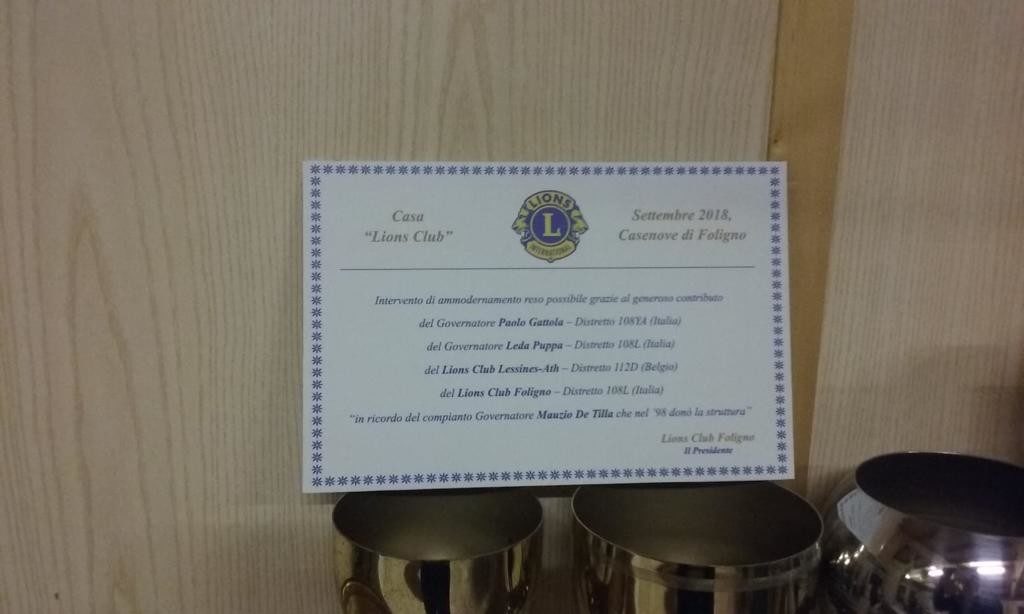 Casa
"Lions Club"
LIONS
L
INTERNATIONAL
Settembre 2018,
Casenove di Foligno
Intervento di ammodernamento reso possibile grazie al generoso contributo
del Governatore Paolo Gattola – Distretto 108YA (Italia)
del Governatore Leda Puppa – Distretto 108L (Italia)
del Lions Club Lessines-Ath – Distretto 112D (Belgio)
del Lions Club Foligno – Distretto 108L (Italia)
"in ricordo del compianto Governatore Mauzio De Tilla che nel '98 donò la struttura"
Lions Club Foligno
Il Presidente